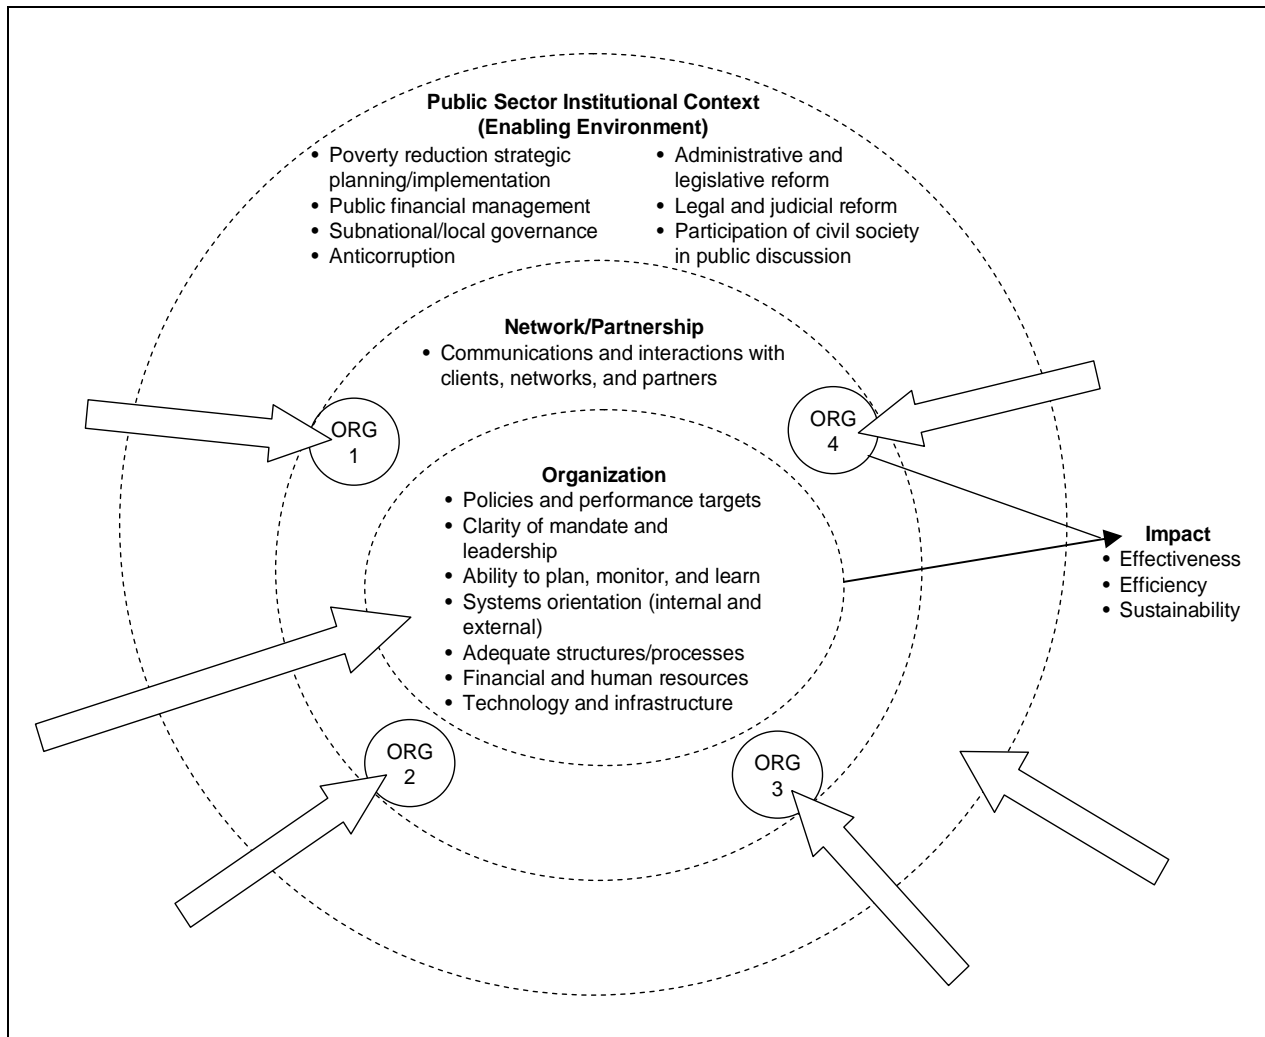 Public Sector Institutional Context
(Enabling Environment)
• Poverty reduction strategic
planning/implementation
• Public financial management
• Subnational/local governance
• Anticorruption
• Administrative and
legislative reform
• Legal and judicial reform
• Participation of civil society
in public discussion
Network/Partnership
• Communications and interactions with
clients, networks, and partners
ORG
1
ORG
4
Organization
• Policies and performance targets
• Clarity of mandate and
leadership
• Ability to plan, monitor, and learn
• Systems orientation (internal and
external)
• Adequate structures/processes
• Financial and human resources
• Technology and infrastructure
Impact
• Effectiveness
• Efficiency
• Sustainability
ORG
2
ORG
3